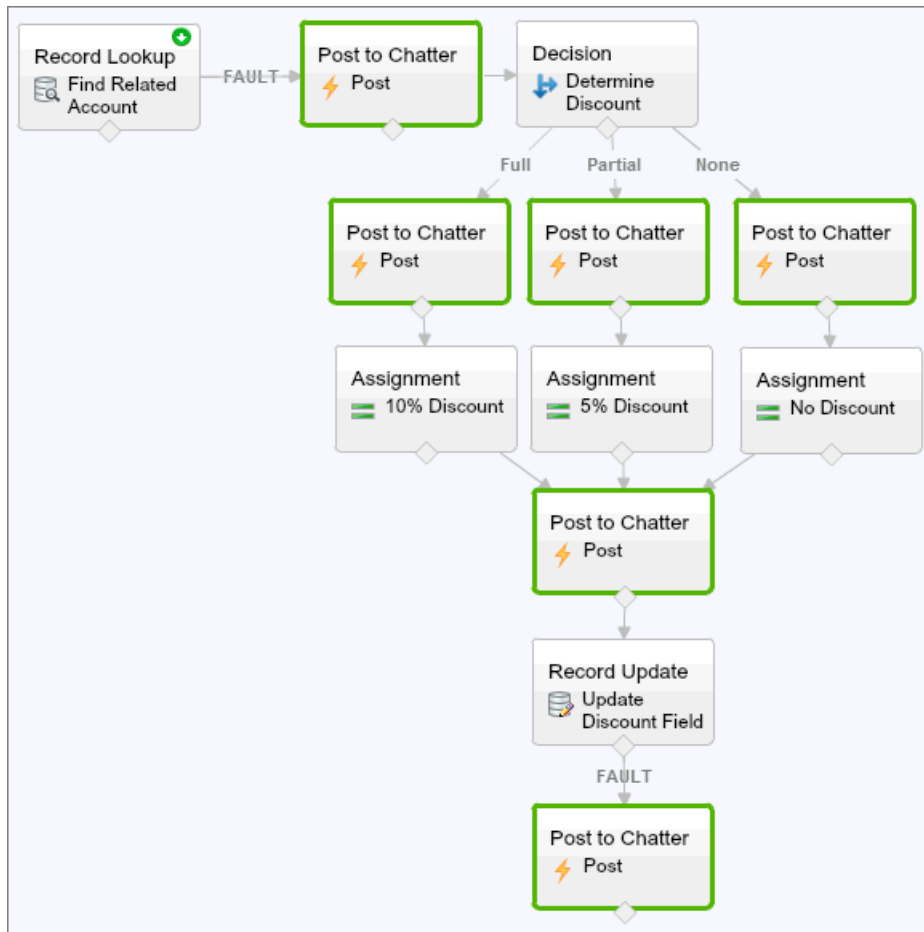 Record Lookup
Find Related
Account
FAULT
Post to Chatter
Post
Decision
Determine
Discount
Full
Partial
None
Post to Chatter
Post
Post to Chatter
Post
Post to Chatter
Post
Assignment
10% Discount
Assignment
5% Discount
Assignment
No Discount
Post to Chatter
Post
Record Update
Update
Discount Field
FAULT
Post to Chatter
Post